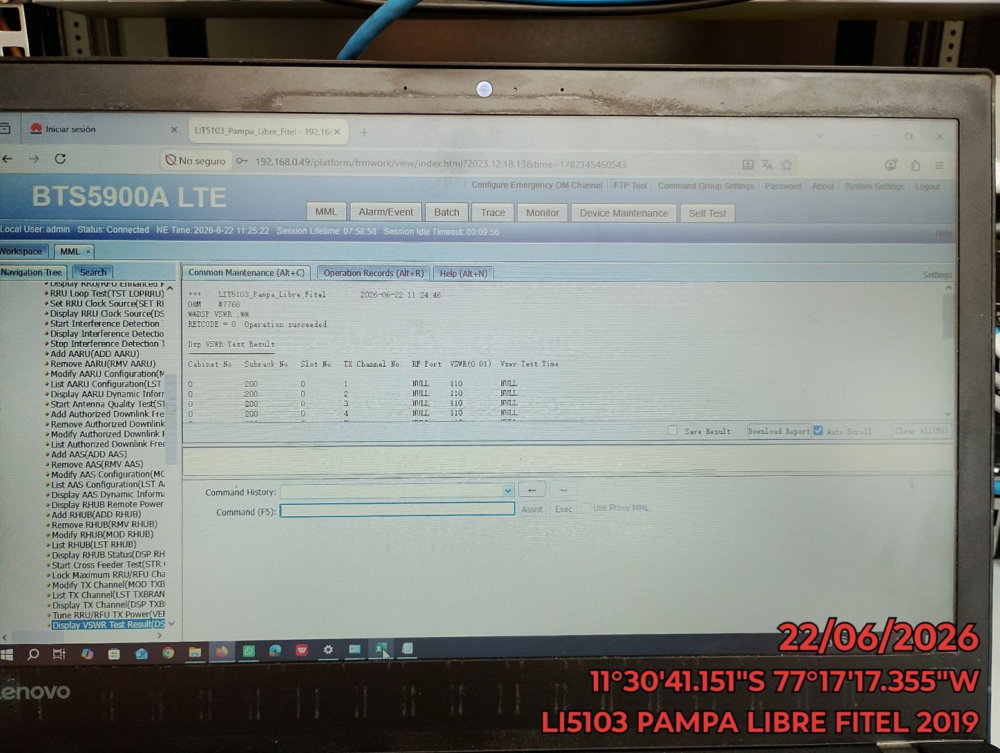 Iniciar sesión
LIT5103_Pampa_Libre_Fitel - 192.16
No seguro
192.168.0.49/platform/frmwork/view/index.html?2023.12.18.13&time=1782145460543
BTS5900A LTE
Configure Emergency OM Channel FTP Tool Command Group Settings Password About System Settings Logout
MML Alarm/Event Batch Trace Monitor Device Maintenance Self Test
Local User: admin Status: Connected NE Time: 2026-6-22 11:25:22 Session Lifetime: 07:58:58 Session Idle Timeout: 00:09:56 Help
Workspace MML
Navigation Tree Search
Display RRU/RFU Enhanced
RRU Loop Test(TST LOPRRU)
Set RRU Clock Source(SET RI
Display RRU Clock Source(DS
Start Interference Detection
Display Interference Detectio
Stop Interference Detection T
Add AARU(ADD AARU)
Remove AARU(RMV AARU)
Modify AARU Configuration(M
List AARU Configuration(LST
Display AARU Dynamic Inforr
Start Antenna Quality Test(ST
Add Authorized Downlink Fre
Remove Authorized Downlink
Modify Authorized Downlink F
List Authorized Downlink Frec
Add AAS(ADD AAS)
Remove AAS(RMV AAS)
Modify AAS Configuration(MC
List AAS Configuration(LST A
Display AAS Dynamic Informa
Display RHUB Remote Power
Add RHUB(ADD RHUB)
Remove RHUB(RMV RHUB)
Modify RHUB(MOD RHUB)
List RHUB(LST RHUB)
Display RHUB Status(DSP RH
Start Cross Feeder Test(STR
Lock Maximum RRU/RFU Cha
Modify TX Channel(MOD TXB
List TX Channel(LST TXBRAN
Display TX Channel(DSP TXB
Tune RRU/RFU TX Power(VEF
Display VSWR Test Result(DS
Common Maintenance (Alt+C) Operation Records (Alt+R) Help (Alt+N) Settings
+++ LIT5103_Pampa_Libre_Fitel 2026-06-22 11:24:46
O&M #7766
%%DSP VSWR:;%%
RETCODE = 0 Operation succeeded
Dsp VSWR Test Result
Cabinet No. Subrack No. Slot No. TX Channel No. RF Port VSWR(0.01) Vswr Test Time
0 200 0 1 NULL 110 NULL
0 200 0 2 NULL 110 NULL
0 200 0 3 NULL 110 NULL
0 200 0 4 NULL 110 NULL
Save Result Download Report Auto Scroll Clear All(F6)
Command History:
Command (F5): Assist Exec Use Proxy MML
Lenovo
22/06/2026
11°30'41.151"S 77°17'17.355"W
LI5103 PAMPA LIBRE FITEL 2019